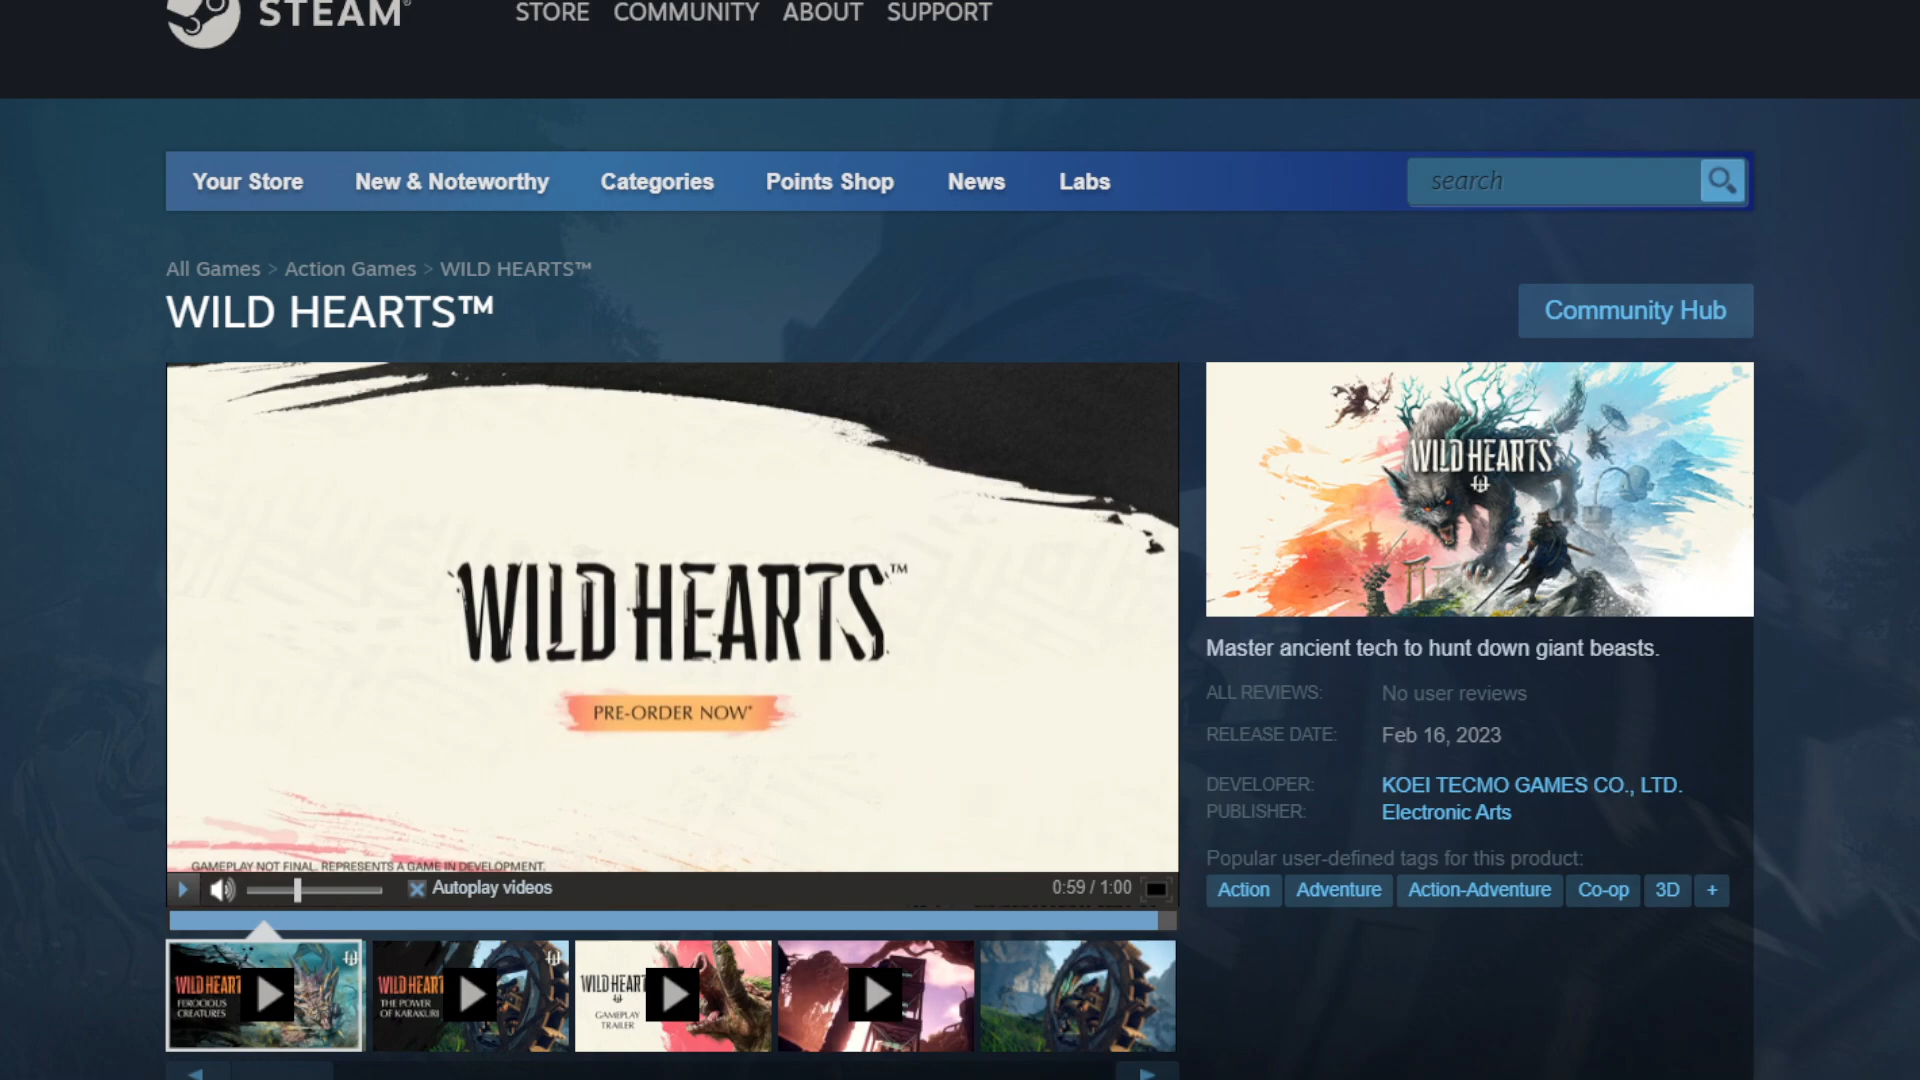 STEAM®
STORE COMMUNITY ABOUT SUPPORT
Your Store New & Noteworthy Categories Points Shop News Labs
search
All Games > Action Games > WILD HEARTS™
WILD HEARTS™
Community Hub
WILD HEARTS™
PRE-ORDER NOW*
GAMEPLAY NOT FINAL. REPRESENTS A GAME IN DEVELOPMENT.
Autoplay videos
0:59 / 1:00
WILD HEARTS
Master ancient tech to hunt down giant beasts.
ALL REVIEWS: No user reviews
RELEASE DATE: Feb 16, 2023
DEVELOPER: KOEI TECMO GAMES CO., LTD.
PUBLISHER: Electronic Arts
Popular user-defined tags for this product:
Action Adventure Action-Adventure Co-op 3D +
WILD HEART
FEROCIOUS
CREATURES
WILD HEART
THE POWER
OF KARAKURI
WILD HEART
GAMEPLAY
TRAILER